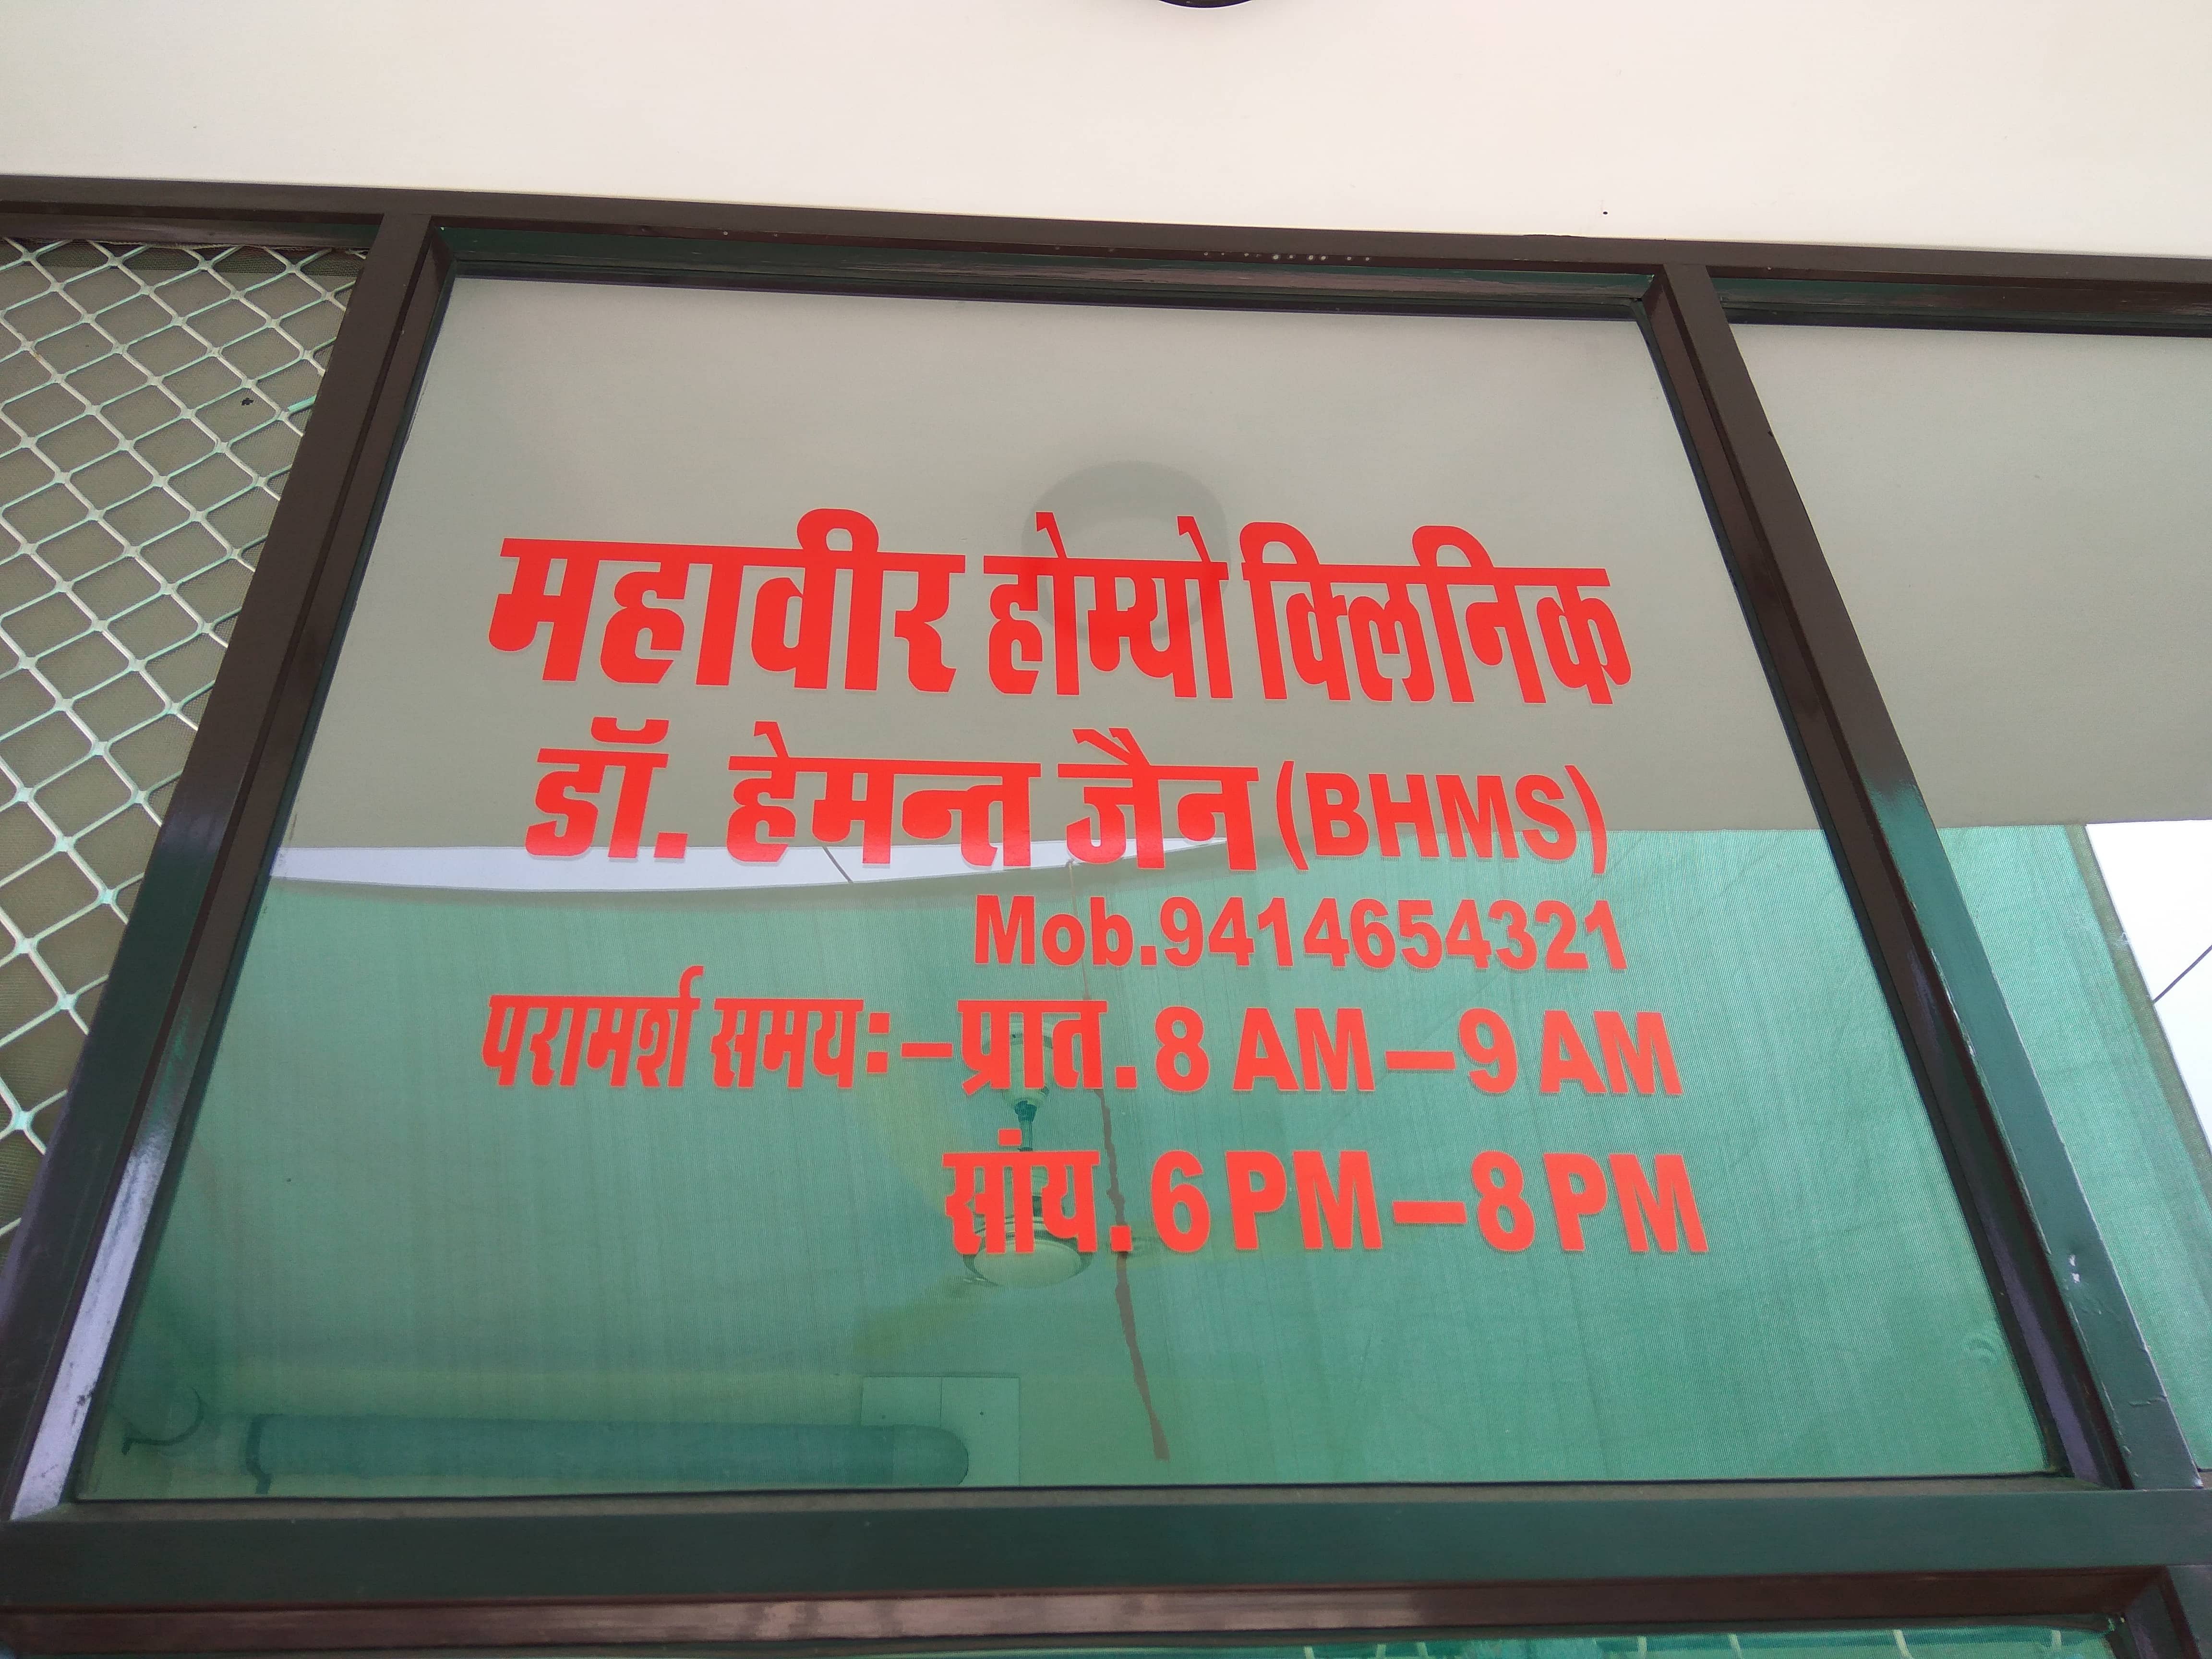 महावीर होम्यो क्लिनिक
डॉ. हेमन्त जैन (BHMS)
Mob.9414654321
परामर्श समय:–प्रात. 8 AM–9 AM
सांय. 6 PM–8 PM